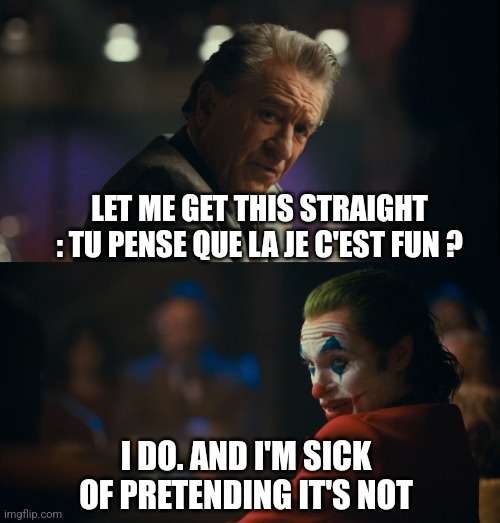 LET ME GET THIS STRAIGHT
: TU PENSE QUE LA JE C'EST FUN ?
I DO. AND I'M SICK
OF PRETENDING IT'S NOT
imgflip.com